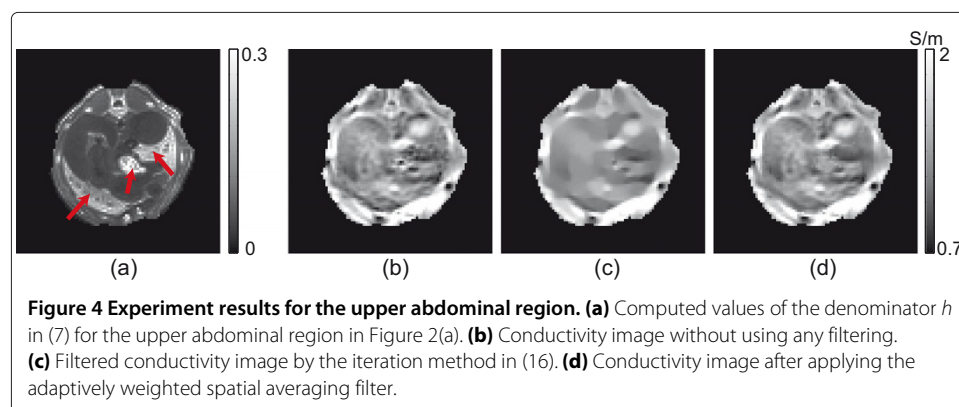 0.3
0
S/m
2
0.7
(a)
(b)
(c)
(d)
Figure 4 Experiment results for the upper abdominal region. (a) Computed values of the denominator h
in (7) for the upper abdominal region in Figure 2(a). (b) Conductivity image without using any filtering.
(c) Filtered conductivity image by the iteration method in (16). (d) Conductivity image after applying the
adaptively weighted spatial averaging filter.